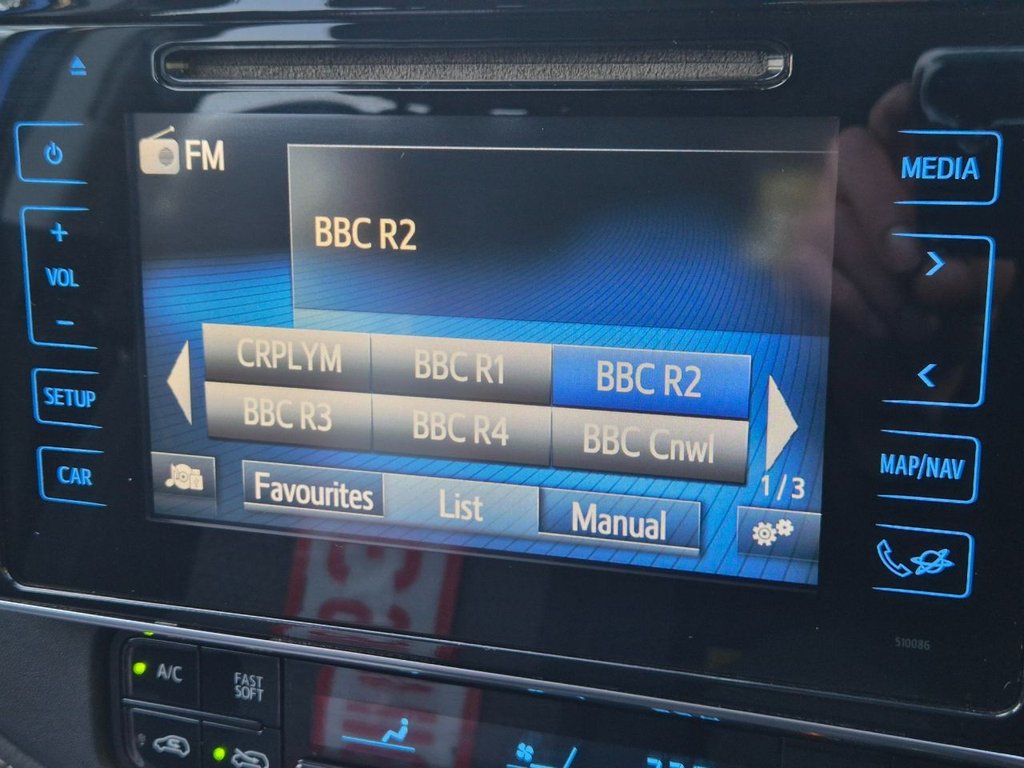 FM
MEDIA
BBC R2
+
VOL
−
>
<
CRPLYM BBC R1 BBC R2
BBC R3 BBC R4 BBC Cnwl
SETUP
CAR
MAP/NAV
1/3
Favourites List Manual
510086
A/C
FAST
SOFT